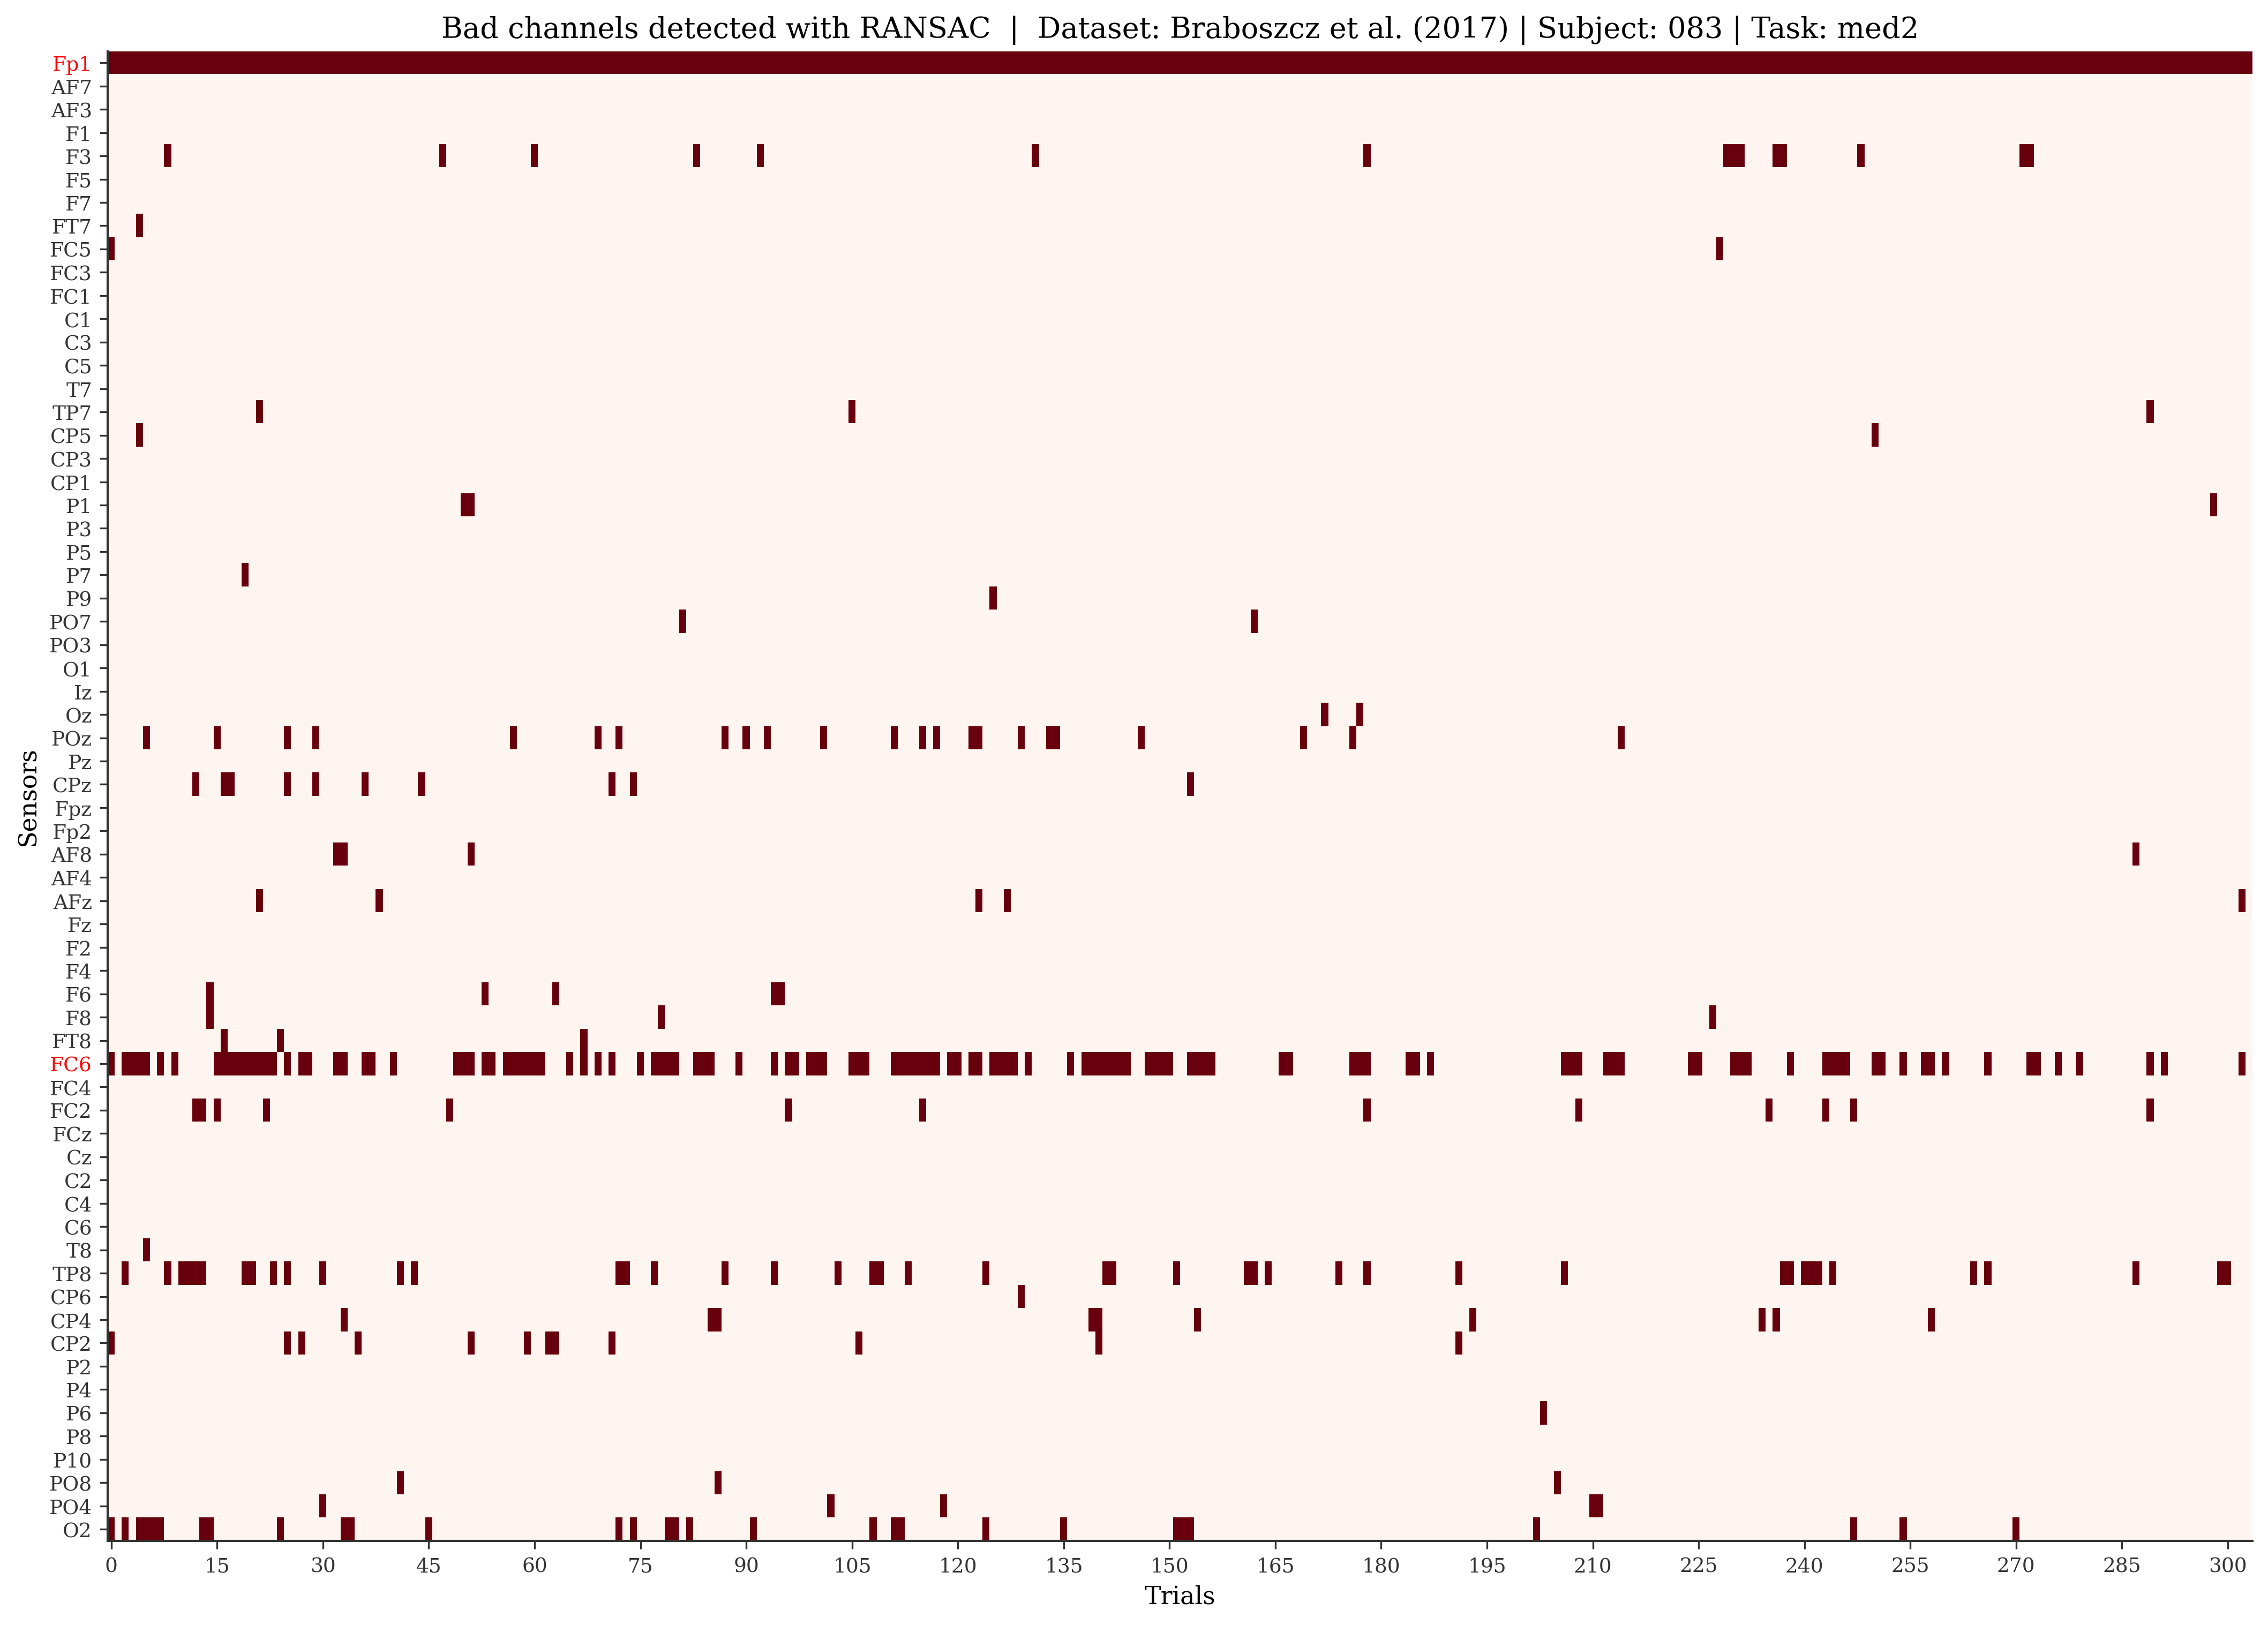 Bad channels detected with RANSAC | Dataset: Braboszcz et al. (2017) | Subject: 083 | Task: med2
Sensors
Fp1
AF7
AF3
F1
F3
F5
F7
FT7
FC5
FC3
FC1
C1
C3
C5
T7
TP7
CP5
CP3
CP1
P1
P3
P5
P7
P9
PO7
PO3
O1
Iz
Oz
POz
Pz
CPz
Fpz
Fp2
AF8
AF4
AFz
Fz
F2
F4
F6
F8
FT8
FC6
FC4
FC2
FCz
Cz
C2
C4
C6
T8
TP8
CP6
CP4
CP2
P2
P4
P6
P8
P10
PO8
PO4
O2
0 15 30 45 60 75 90 105 120 135 150 165 180 195 210 225 240 255 270 285 300
Trials